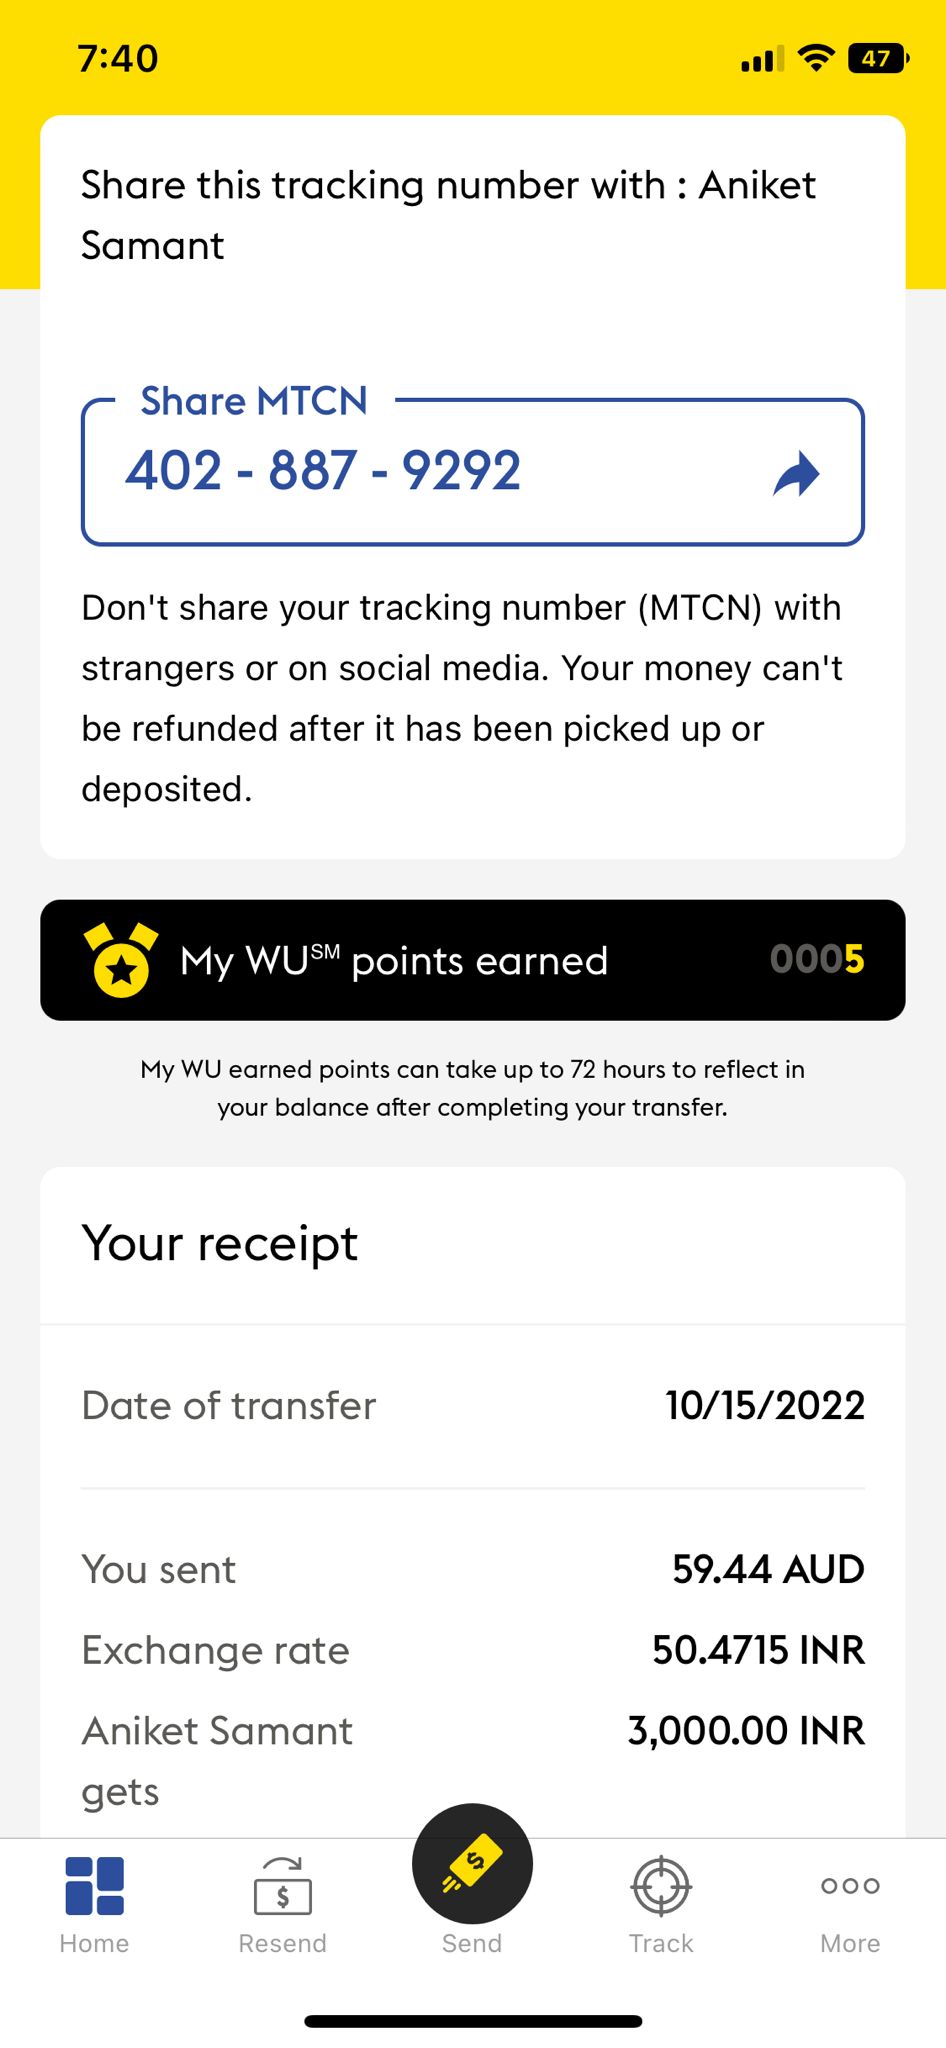 7:40
47
Share this tracking number with : Aniket
Samant
Share MTCN
402 - 887 - 9292
Don't share your tracking number (MTCN) with
strangers or on social media. Your money can't
be refunded after it has been picked up or
deposited.
My WU℠ points earned 0005
My WU earned points can take up to 72 hours to reflect in
your balance after completing your transfer.
Your receipt
Date of transfer 10/15/2022
You sent 59.44 AUD
Exchange rate 50.4715 INR
Aniket Samant 3,000.00 INR
gets
Home Resend Send Track More